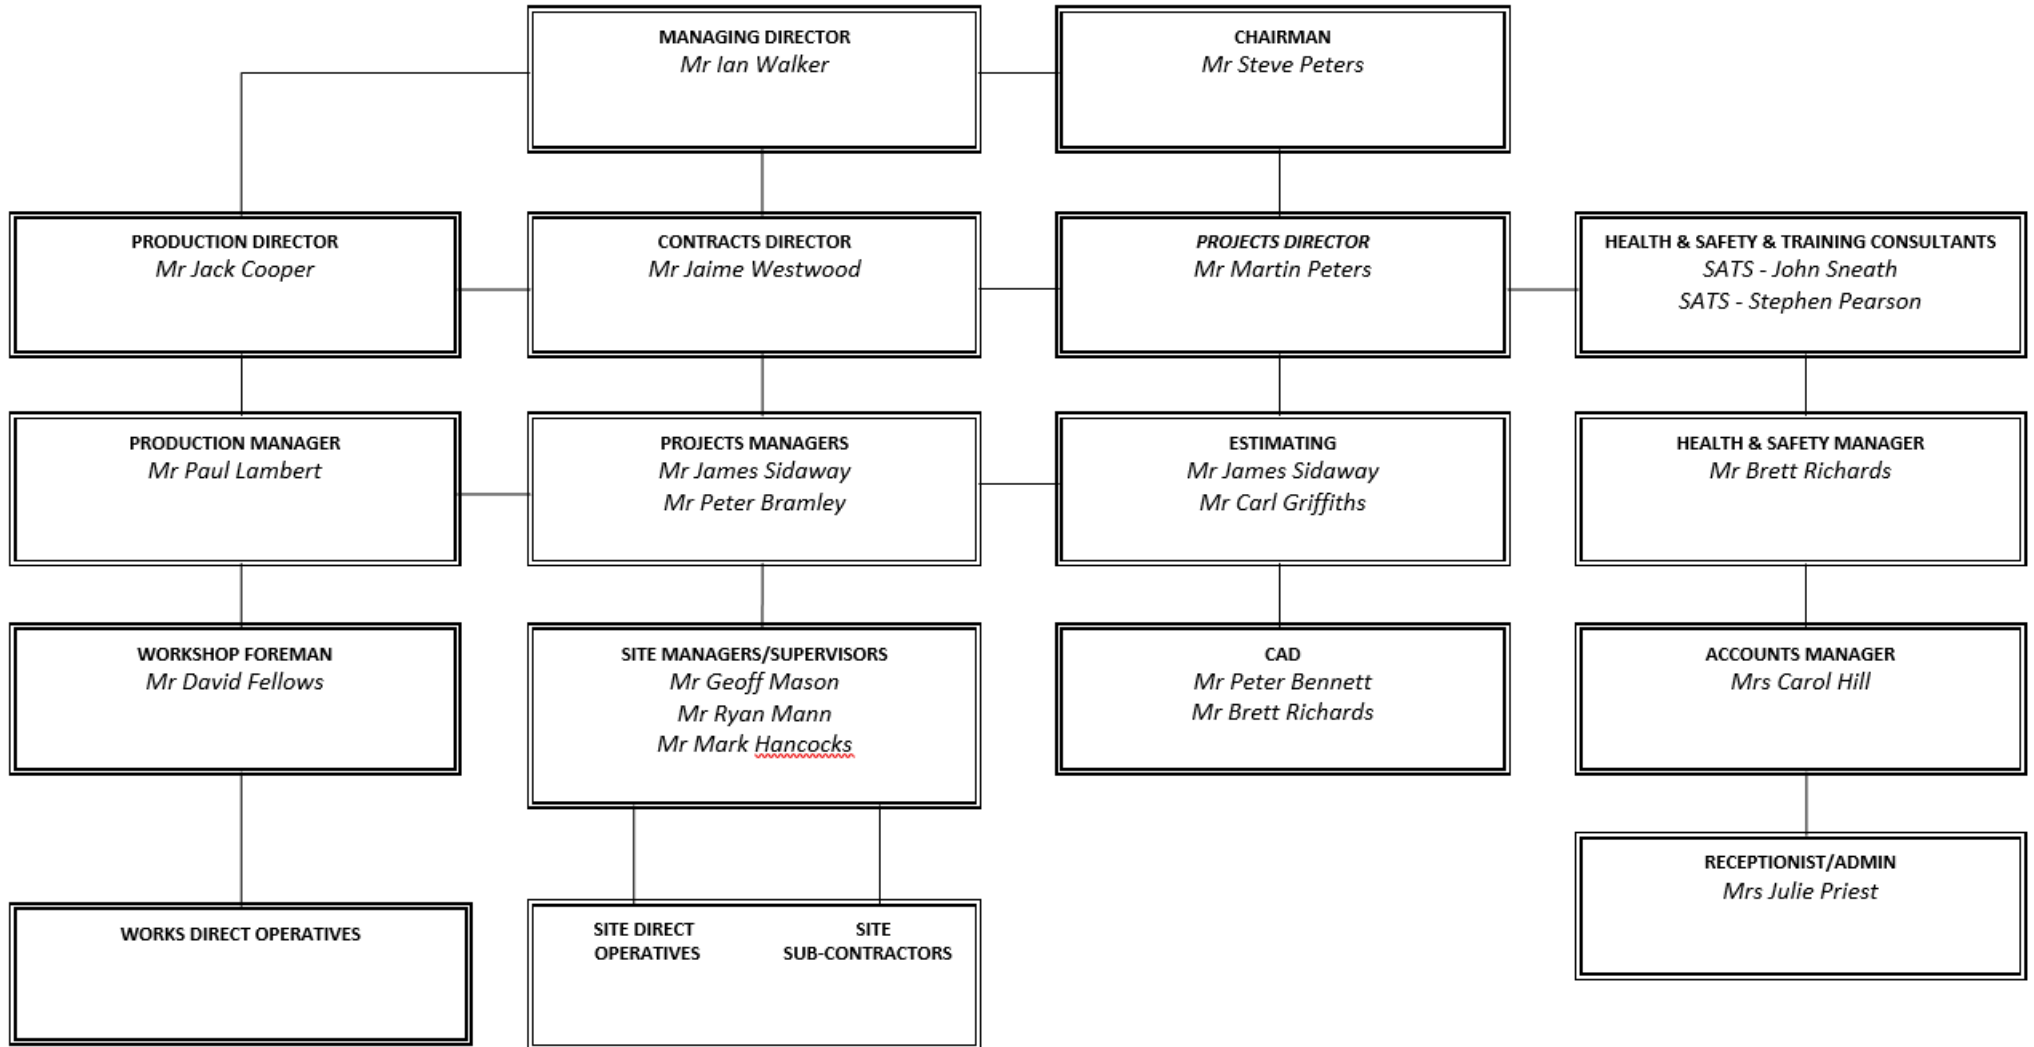 MANAGING DIRECTOR
Mr Ian Walker
CHAIRMAN
Mr Steve Peters
PRODUCTION DIRECTOR
Mr Jack Cooper
CONTRACTS DIRECTOR
Mr Jaime Westwood
PROJECTS DIRECTOR
Mr Martin Peters
HEALTH & SAFETY & TRAINING CONSULTANTS
SATS - John Sneath
SATS - Stephen Pearson
PRODUCTION MANAGER
Mr Paul Lambert
PROJECTS MANAGERS
Mr James Sidaway
Mr Peter Bramley
ESTIMATING
Mr James Sidaway
Mr Carl Griffiths
HEALTH & SAFETY MANAGER
Mr Brett Richards
WORKSHOP FOREMAN
Mr David Fellows
SITE MANAGERS/SUPERVISORS
Mr Geoff Mason
Mr Ryan Mann
Mr Mark Hancocks
CAD
Mr Peter Bennett
Mr Brett Richards
ACCOUNTS MANAGER
Mrs Carol Hill
RECEPTIONIST/ADMIN
Mrs Julie Priest
WORKS DIRECT OPERATIVES
SITE DIRECT
OPERATIVES
SITE
SUB-CONTRACTORS